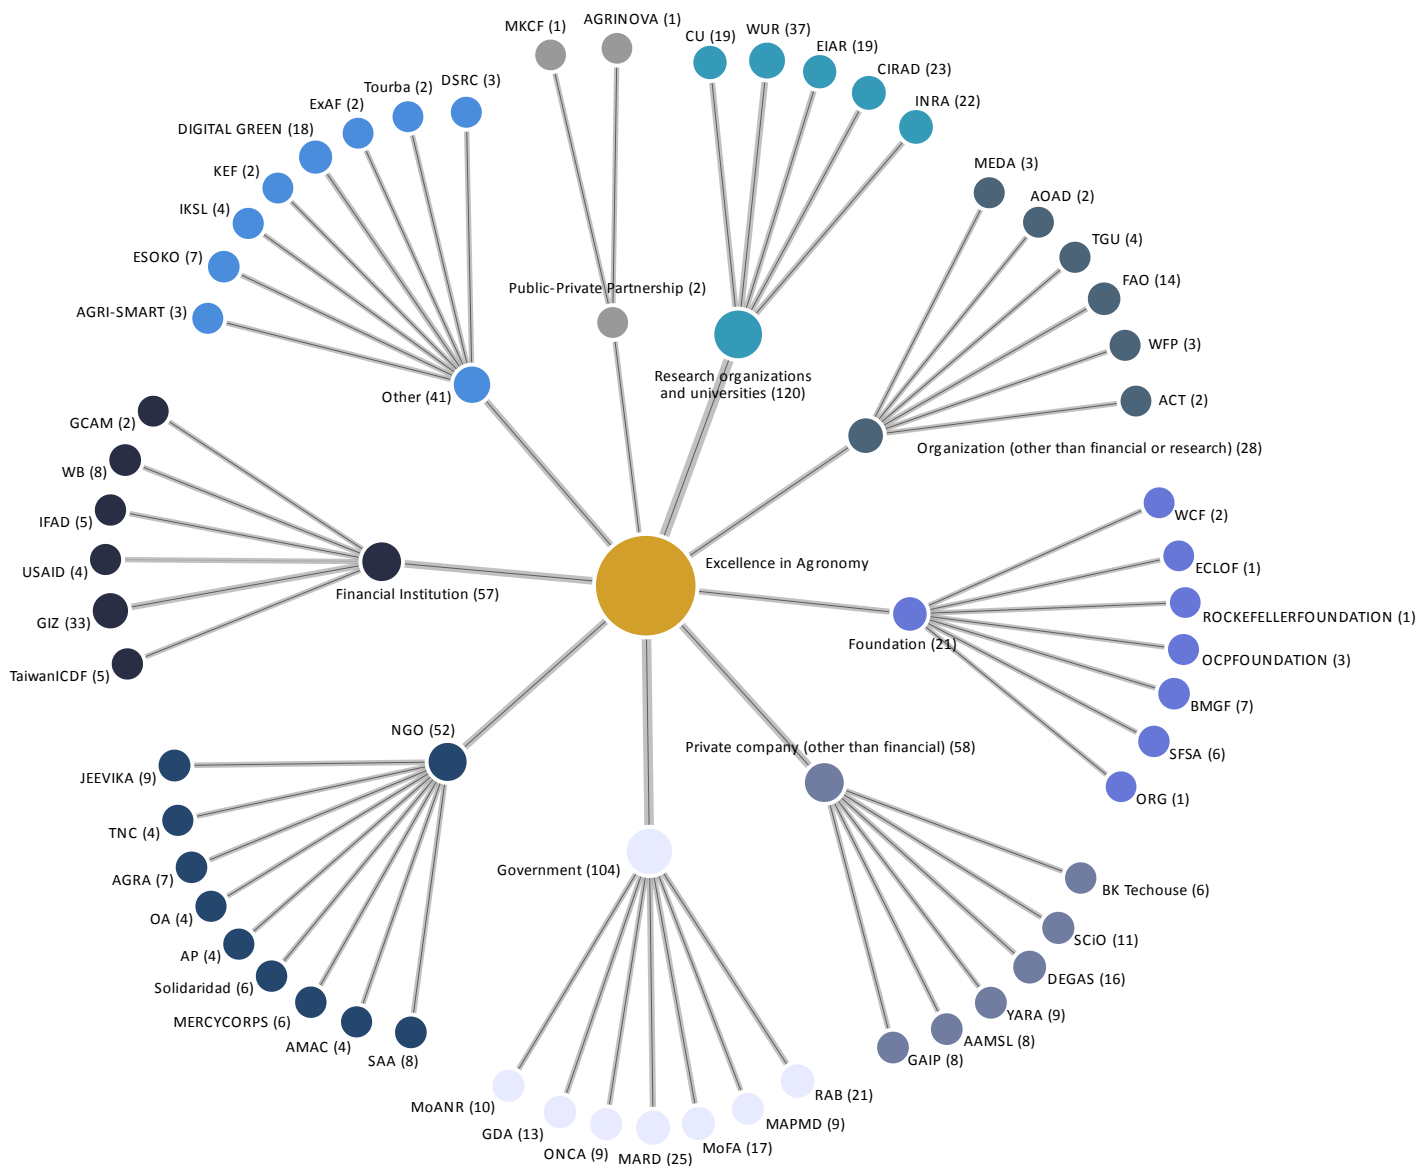 MKCF (1)
AGRINOVA (1)
CU (19)
WUR (37)
EIAR (19)
CIRAD (23)
INRA (22)
DSRC (3)
Tourba (2)
ExAF (2)
DIGITAL GREEN (18)
KEF (2)
IKSL (4)
ESOKO (7)
AGRI-SMART (3)
Other (41)
Public-Private Partnership (2)
Research organizations
and universities (120)
MEDA (3)
AOAD (2)
TGU (4)
FAO (14)
WFP (3)
ACT (2)
Organization (other than financial or research) (28)
GCAM (2)
WB (8)
IFAD (5)
USAID (4)
GIZ (33)
TaiwanICDF (5)
Financial Institution (57)
Excellence in Agronomy
WCF (2)
ECLOF (1)
ROCKEFELLERFOUNDATION (1)
OCPFOUNDATION (3)
BMGF (7)
SFSA (6)
ORG (1)
Foundation (21)
NGO (52)
JEEVIKA (9)
TNC (4)
AGRA (7)
OA (4)
AP (4)
Solidaridad (6)
MERCYCORPS (6)
AMAC (4)
SAA (8)
Private company (other than financial) (58)
BK Techouse (6)
SCiO (11)
DEGAS (16)
YARA (9)
AAMSL (8)
GAIP (8)
Government (104)
MoANR (10)
GDA (13)
ONCA (9)
MARD (25)
MoFA (17)
MAPMD (9)
RAB (21)